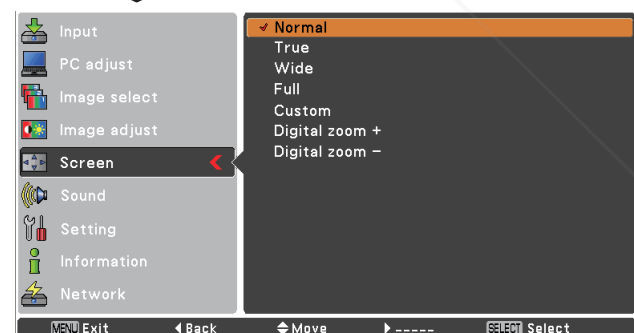 Input
PC adjust
Image select
Image adjust
Screen
Sound
Setting
Information
Network
Normal
True
Wide
Full
Custom
Digital zoom +
Digital zoom –
MENU Exit ◀Back ◆Move ▶----- SELECT Select